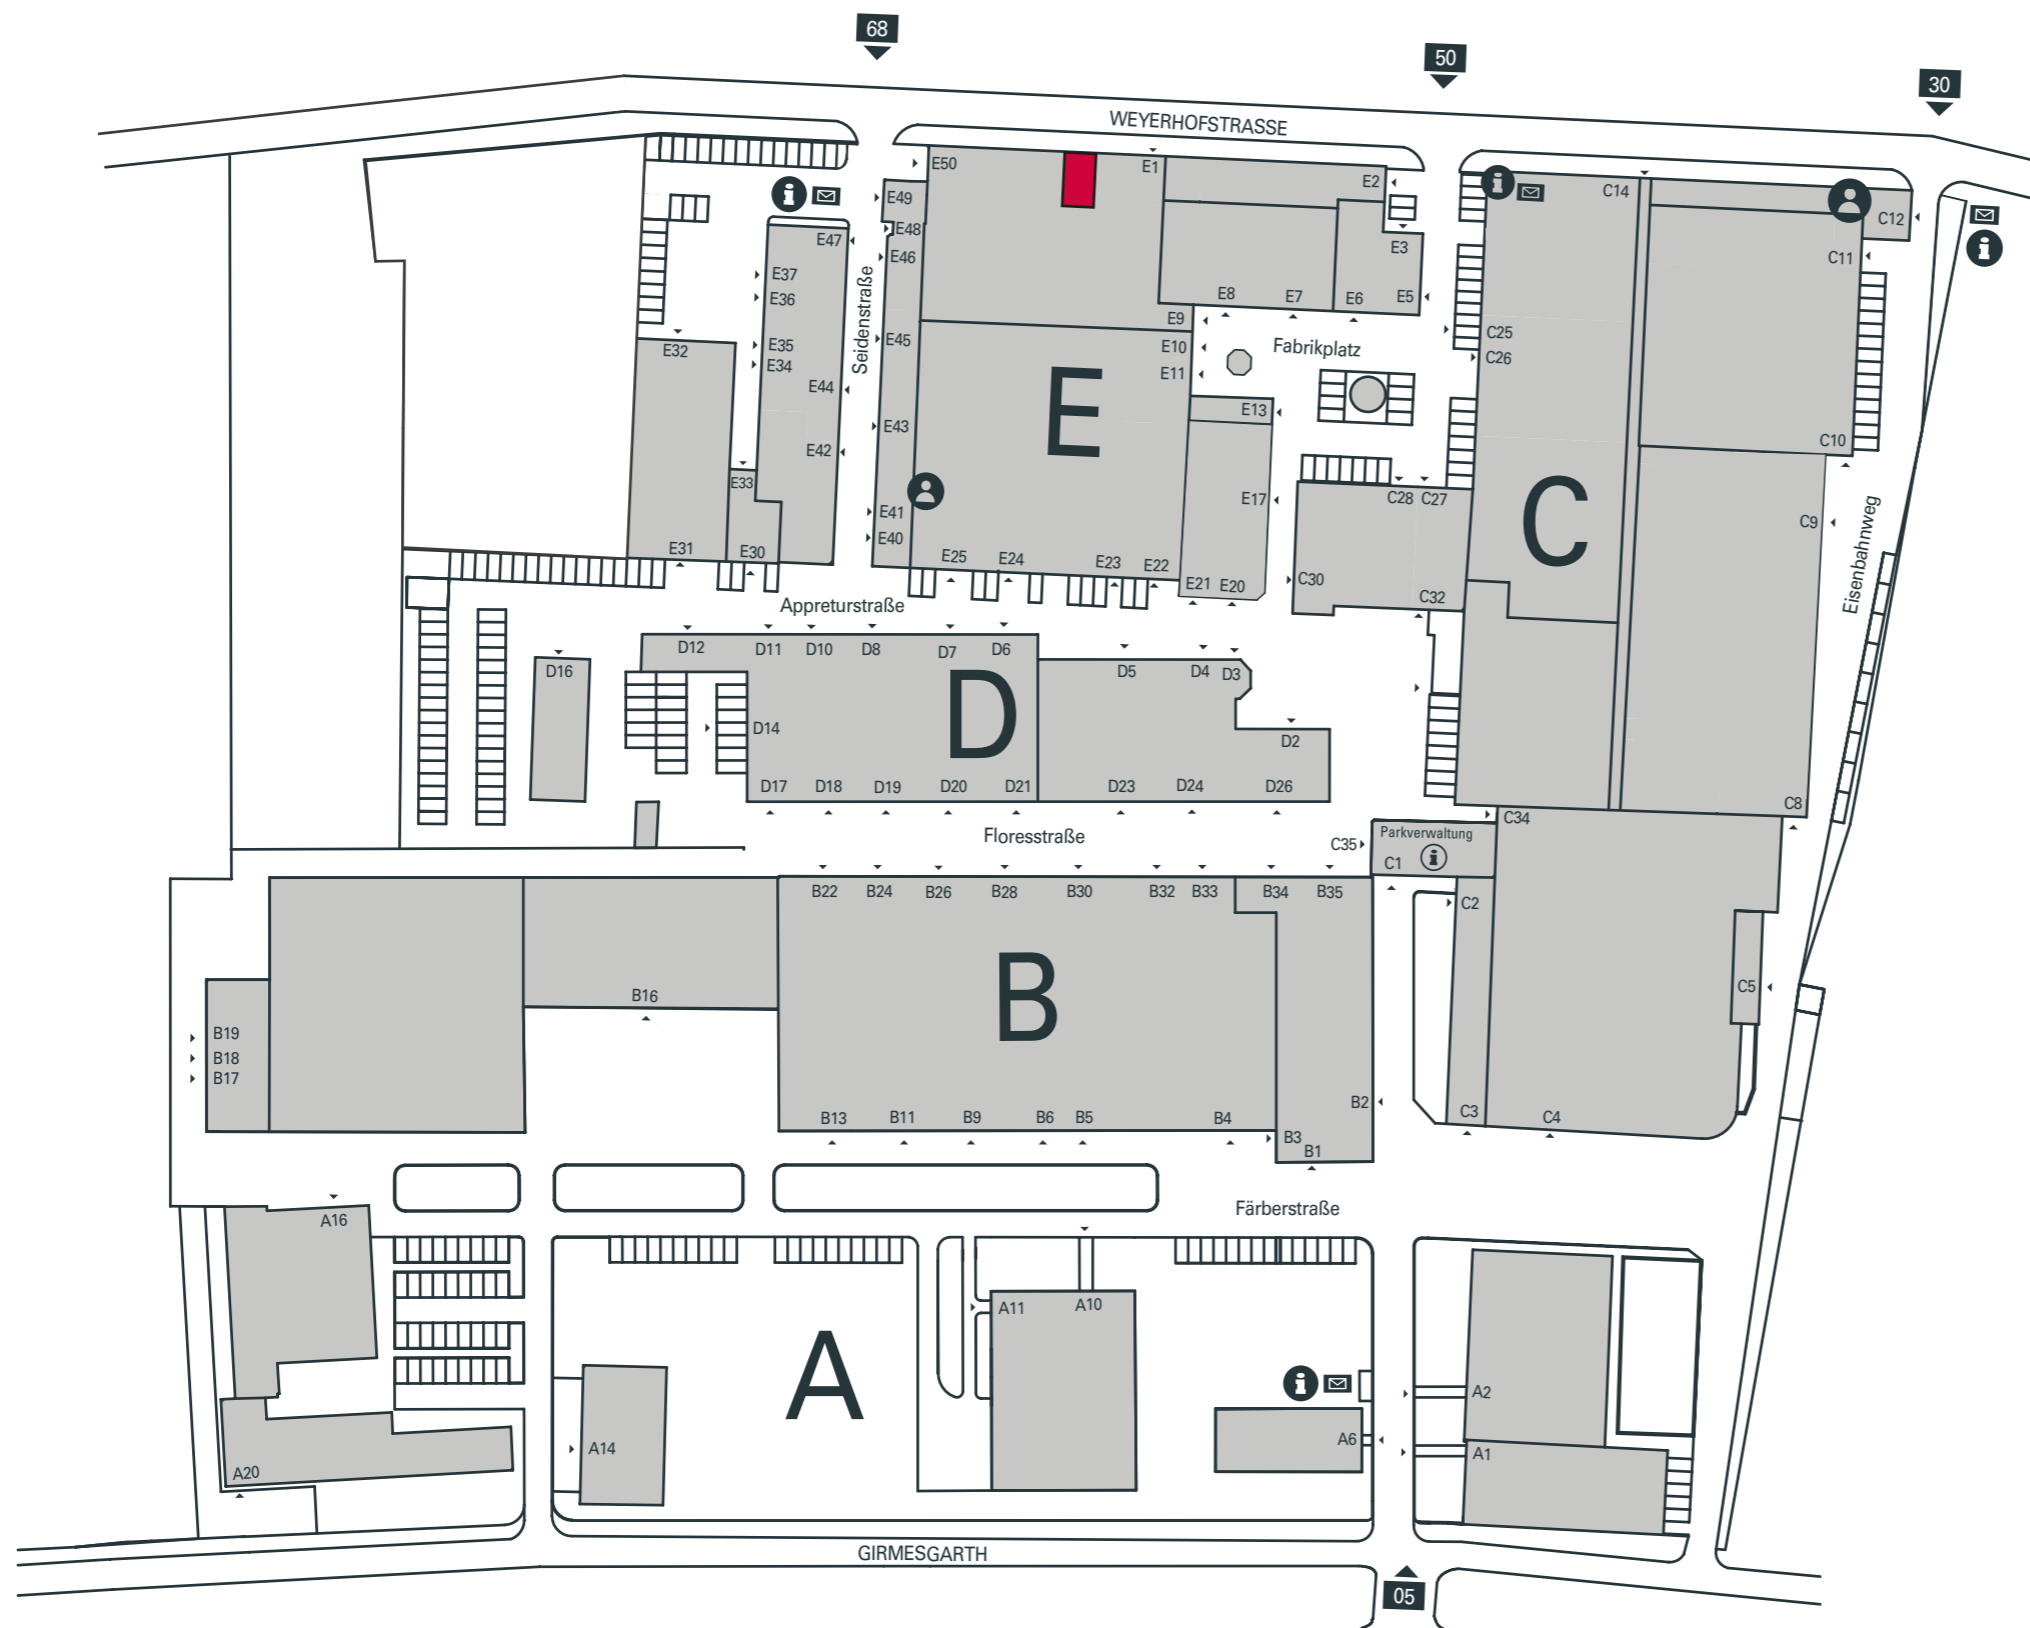 68
50
30
WEYERHOFSTRASSE
E50
E1
E2
C14
E49
C12
E48
E47
E46
E3
C11
E37
E36
E8
E7
E6
E5
E9
Seidenstraße
E45
C25
E35
E10
Fabrikplatz
C26
E32
E34
E11
E44
E13
E
E43
C10
E42
E33
E17
C28
C27
C
C9
E41
E40
Eisenbahnweg
E31
E30
E25
E24
E23
E22
E21
E20
C30
C32
Appreturstraße
D12
D11
D10
D8
D7
D6
D16
D5
D4
D3
D
D14
D2
D17
D18
D19
D20
D21
D23
D24
D26
C8
C34
Floresstraße
Parkverwaltung
C35
C1
B22
B24
B26
B28
B30
B32
B33
B34
B35
C2
B
C5
B16
B19
B18
B17
B13
B11
B9
B6
B5
B4
B2
C3
C4
B3
B1
Färberstraße
A16
A11
A10
A
A2
A14
A6
A1
A20
GIRMESGARTH
05